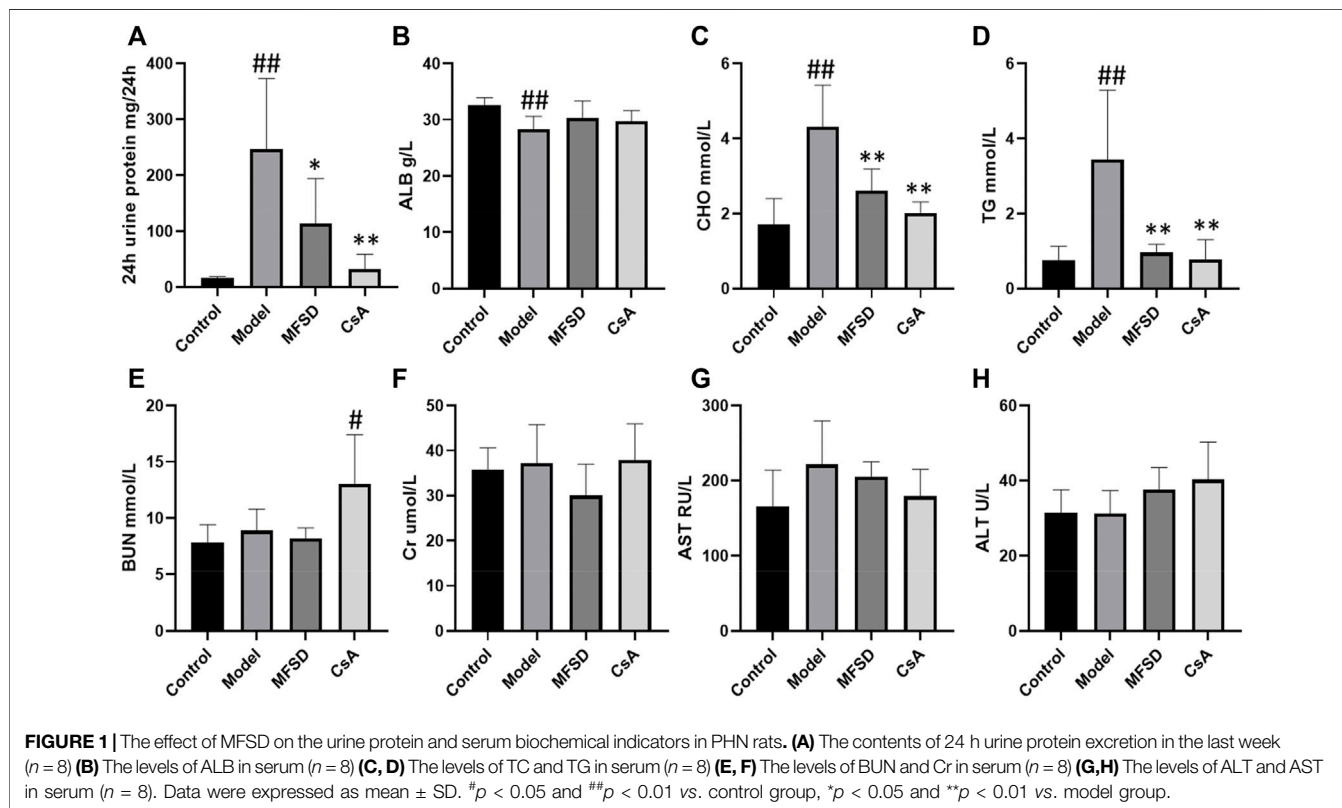 A
24h urine protein mg/24h
400
300
200
100
0
##
*
**
Control
Model
MFSD
CsA
B
ALB g/L
40
30
20
10
0
##
Control
Model
MFSD
CsA
C
CHO mmol/L
6
4
2
0
##
**
**
Control
Model
MFSD
CsA
D
TG mmol/L
6
4
2
0
##
**
**
Control
Model
MFSD
CsA
E
BUN mmol/L
20
15
10
5
0
#
Control
Model
MFSD
CsA
F
Cr umol/L
50
40
30
20
10
0
Control
Model
MFSD
CsA
G
AST RU/L
300
200
100
0
Control
Model
MFSD
CsA
H
ALT U/L
60
40
20
0
Control
Model
MFSD
CsA
FIGURE 1 | The effect of MFSD on the urine protein and serum biochemical indicators in PHN rats. (A) The contents of 24 h urine protein excretion in the last week
(n = 8) (B) The levels of ALB in serum (n = 8) (C, D) The levels of TC and TG in serum (n = 8) (E, F) The levels of BUN and Cr in serum (n = 8) (G,H) The levels of ALT and AST
in serum (n = 8). Data were expressed as mean ± SD. #p < 0.05 and ##p < 0.01 vs. control group, *p < 0.05 and **p < 0.01 vs. model group.